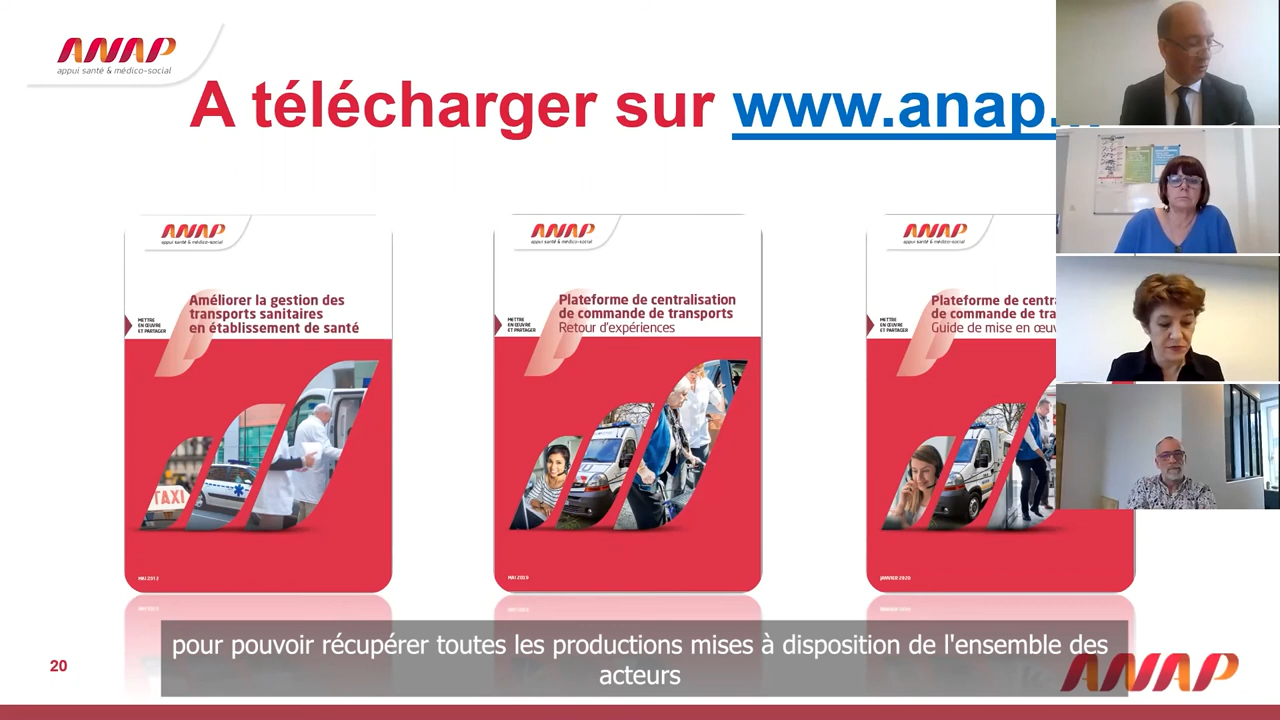 ANAP
appui santé & médico-social
A télécharger sur www.anap.
ANAP
appui santé & médico-social
Améliorer la gestion des
transports sanitaires
en établissement de santé
METTRE
EN ŒUVRE
ET PARTAGER
TAXI
MAI 2013
ANAP
appui santé & médico-social
Plateforme de centralisation
de commande de transports
Retour d'expériences
METTRE
EN ŒUVRE
ET PARTAGER
MAI 2019
ANAP
appui santé & médico-social
Plateforme de centra
de commande de tra
Guide de mise en œuv
METTRE
EN ŒUVRE
ET PARTAGER
JANVIER 2020
pour pouvoir récupérer toutes les productions mises à disposition de l'ensemble des
acteurs
20
ANAP